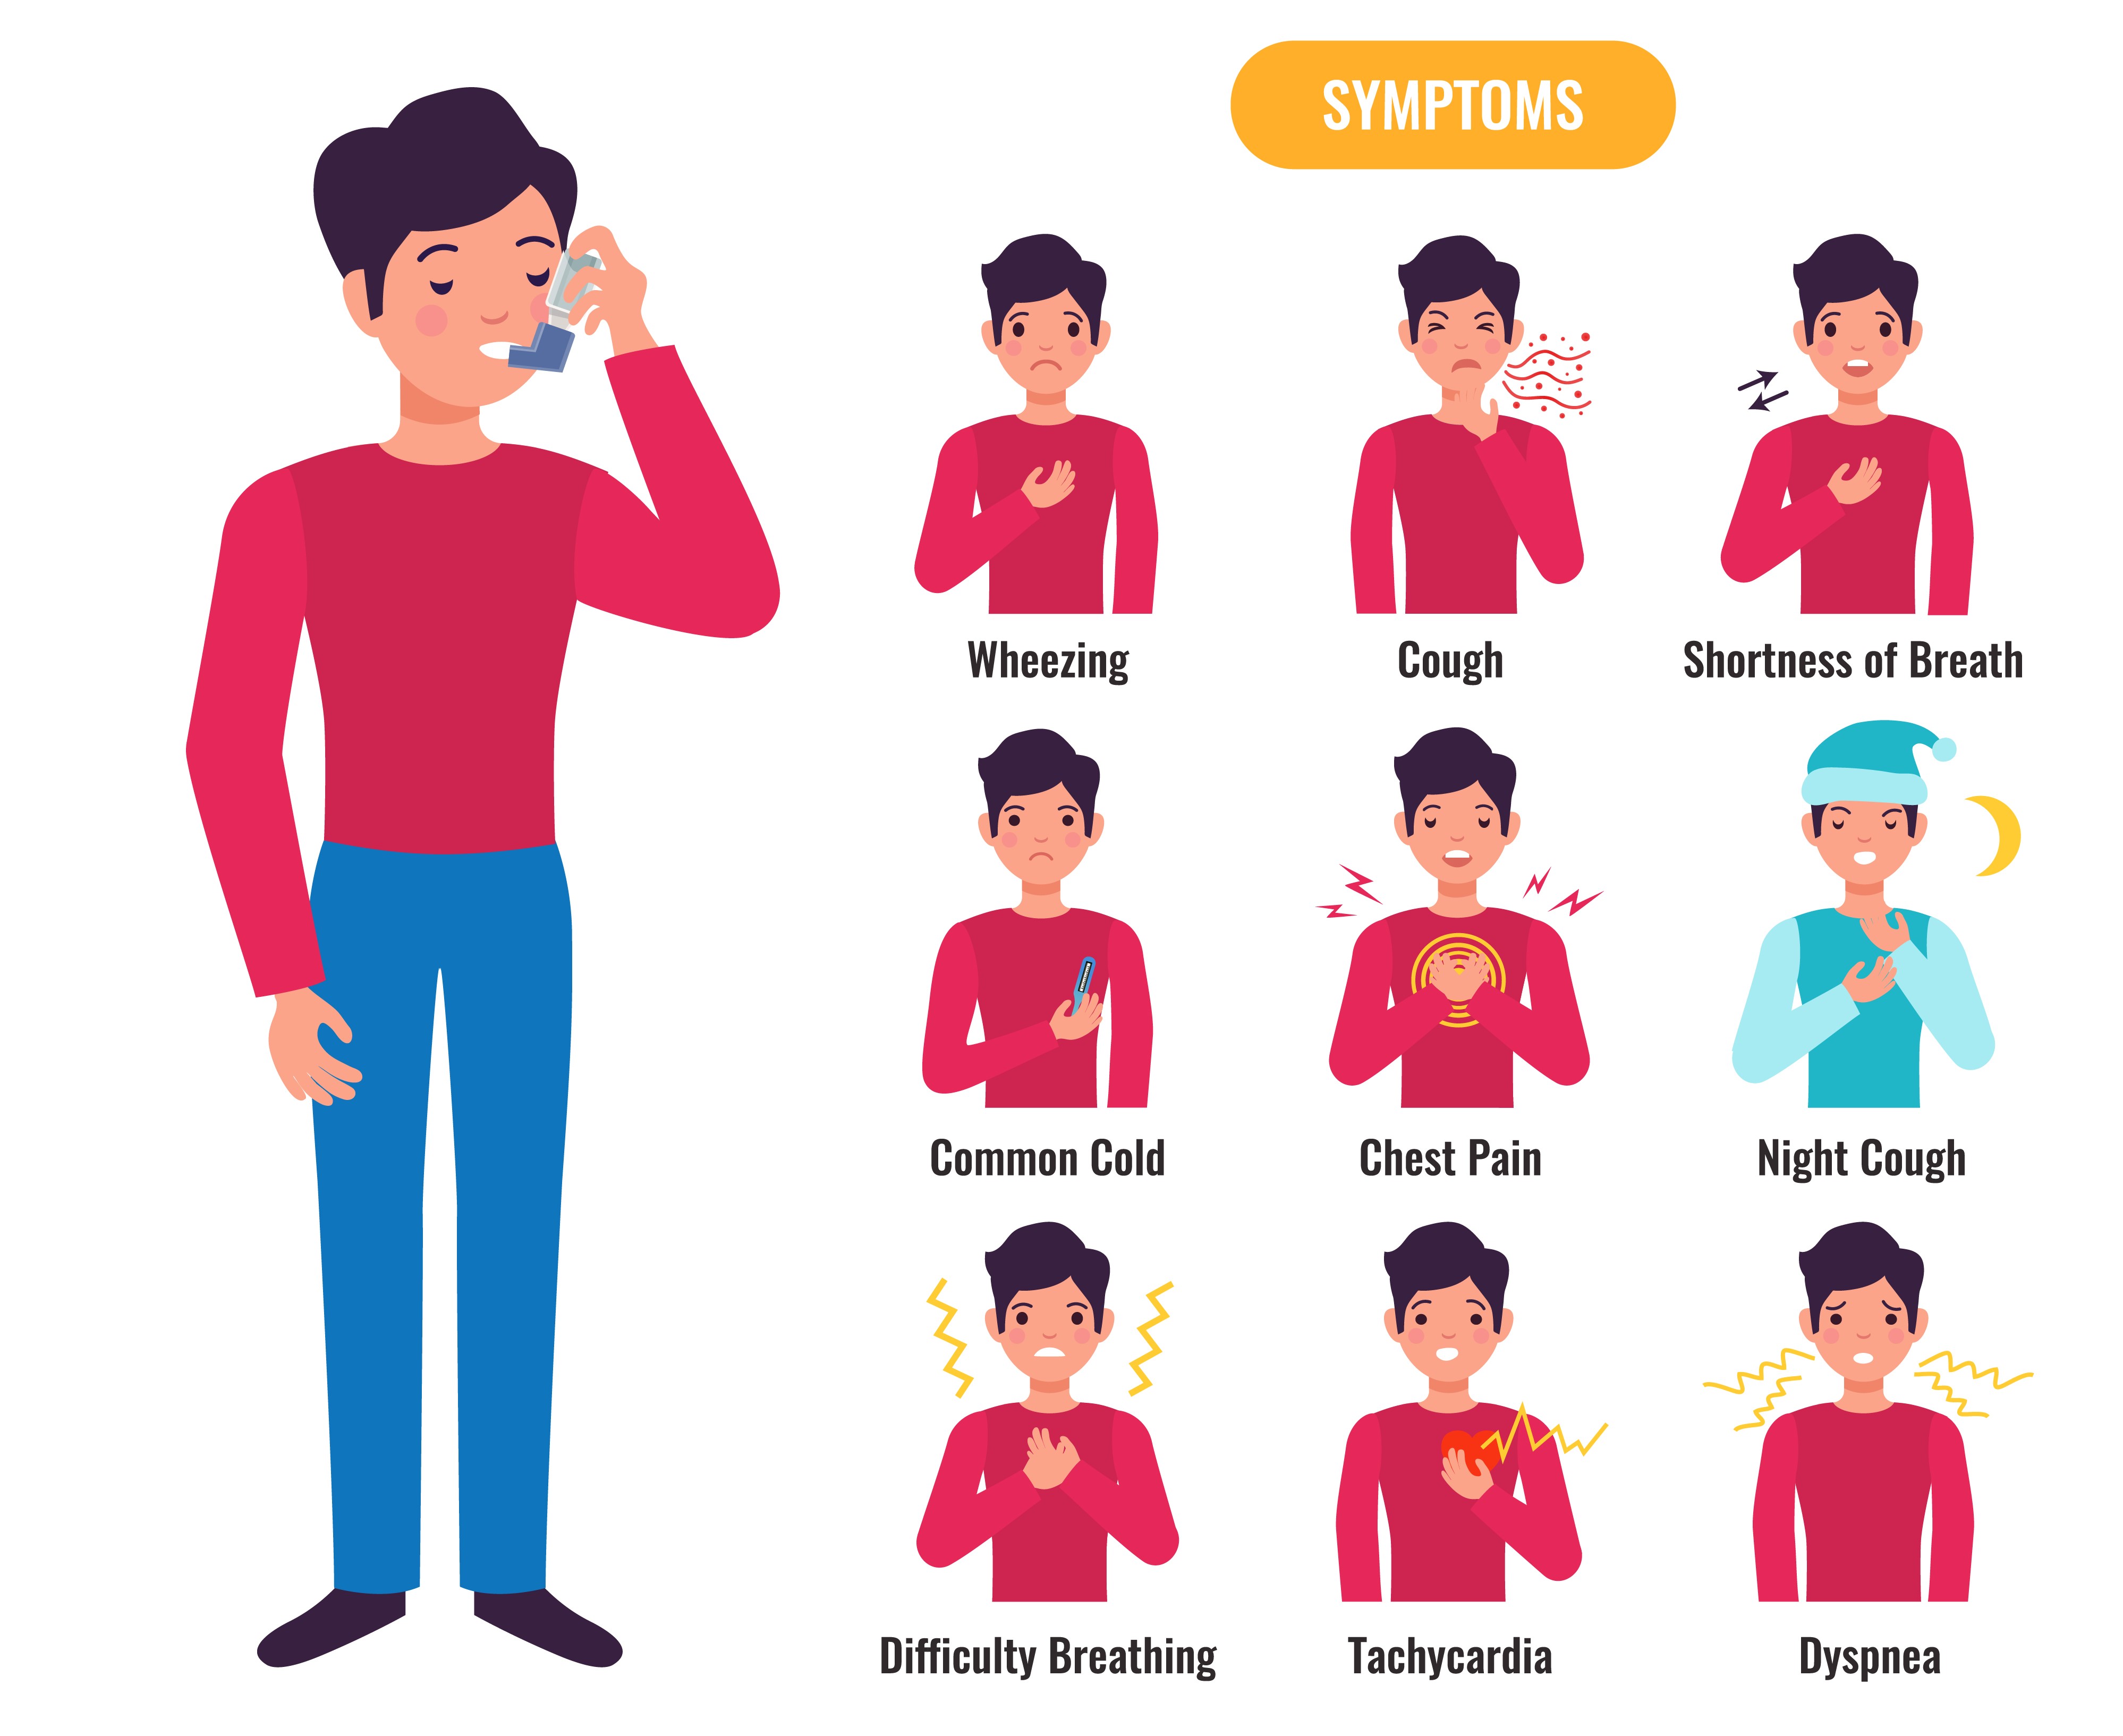 SYMPTOMS
Wheezing
Cough
Shortness of Breath
Common Cold
Chest Pain
Night Cough
Difficulty Breathing
Tachycardia
Dyspnea